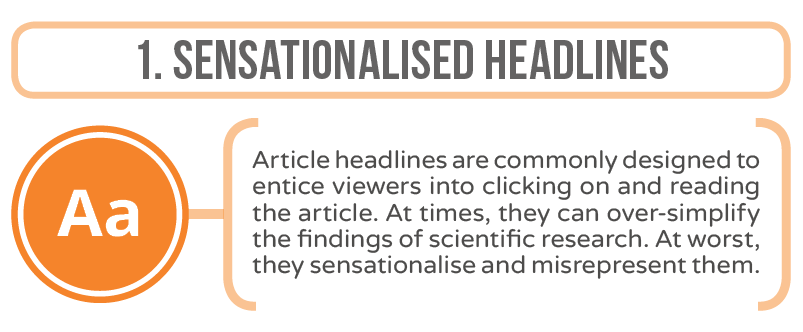 1. SENSATIONALISED HEADLINES
Aa
Article headlines are commonly designed to
entice viewers into clicking on and reading
the article. At times, they can over-simplify
the findings of scientific research. At worst,
they sensationalise and misrepresent them.